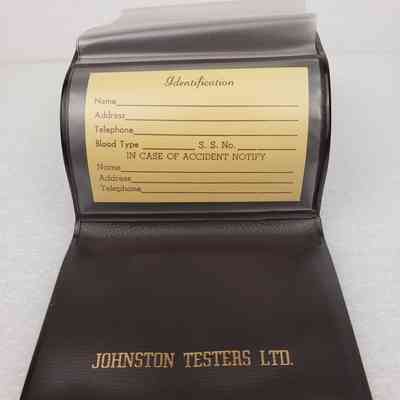 Identification
Name
Address
Telephone
Blood Type S. S. No.
IN CASE OF ACCIDENT NOTIFY
Name
Address
Telephone
JOHNSTON TESTERS LTD.